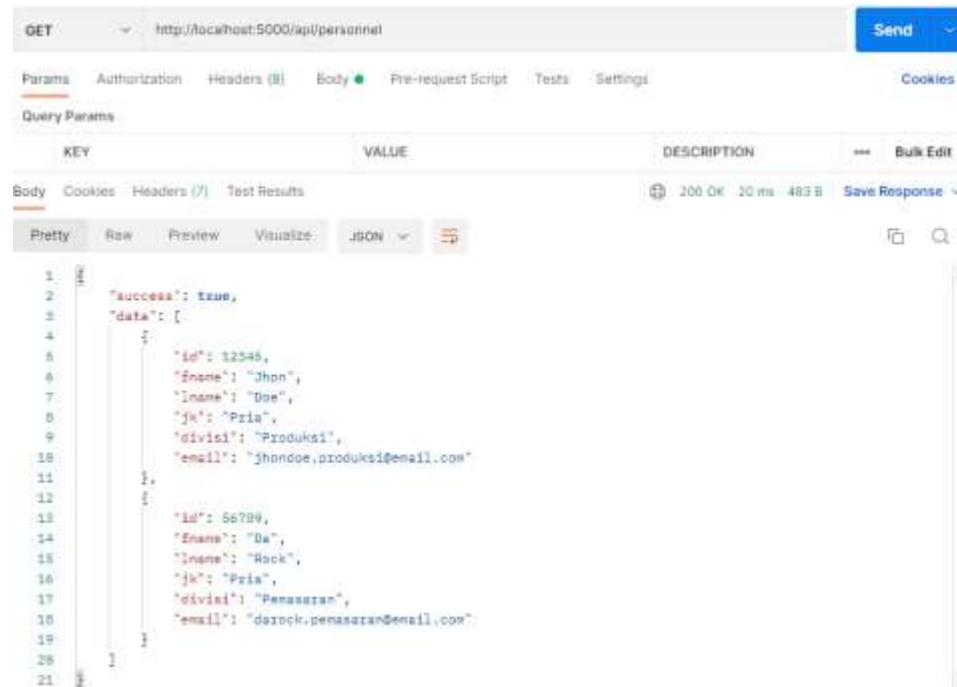 GET http://localhost:5000/api/personnel Send
Params Authorization Headers (8) Body Pre-request Script Tests Settings Cookies
Query Params
KEY VALUE DESCRIPTION Bulk Edit
Body Cookies Headers (7) Test Results 200 OK 20 ms 483 B Save Response
Pretty Raw Preview Visualize JSON
1 {
2 "success": true,
3 "data": [
4 {
5 "id": 12345,
6 "fname": "Jhon",
7 "lname": "Doe",
8 "jk": "Pria",
9 "divisi": "Produksi",
10 "email": "jhondoe.produksi@email.com"
11 },
12 {
13 "id": 56789,
14 "fname": "Da",
15 "lname": "Rock",
16 "jk": "Pria",
17 "divisi": "Pemasaran",
18 "email": "darock.pemasaran@email.com"
19 }
20 ]
21 }